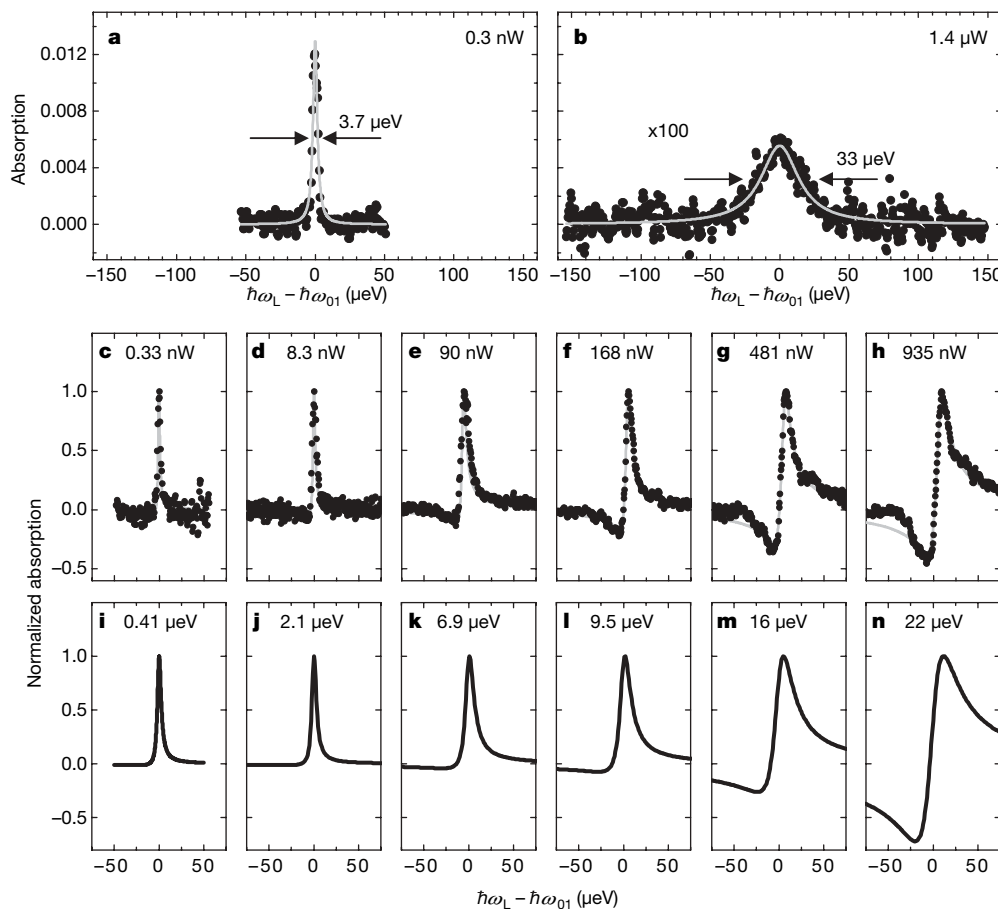 a 0.3 nW
b 1.4 µW
Absorption
0.012
0.008
0.004
0.000
3.7 µeV
x100
33 µeV
−150 −100 −50 0 50 100 150
−150 −100 −50 0 50 100 150
ħω_L − ħω_01 (µeV)
ħω_L − ħω_01 (µeV)
c 0.33 nW
d 8.3 nW
e 90 nW
f 168 nW
g 481 nW
h 935 nW
1.0
0.5
0.0
−0.5
Normalized absorption
i 0.41 µeV
j 2.1 µeV
k 6.9 µeV
l 9.5 µeV
m 16 µeV
n 22 µeV
1.0
0.5
0.0
−0.5
−50 0 50
−50 0 50
−50 0 50
−50 0 50
−50 0 50
−50 0 50
ħω_L − ħω_01 (µeV)